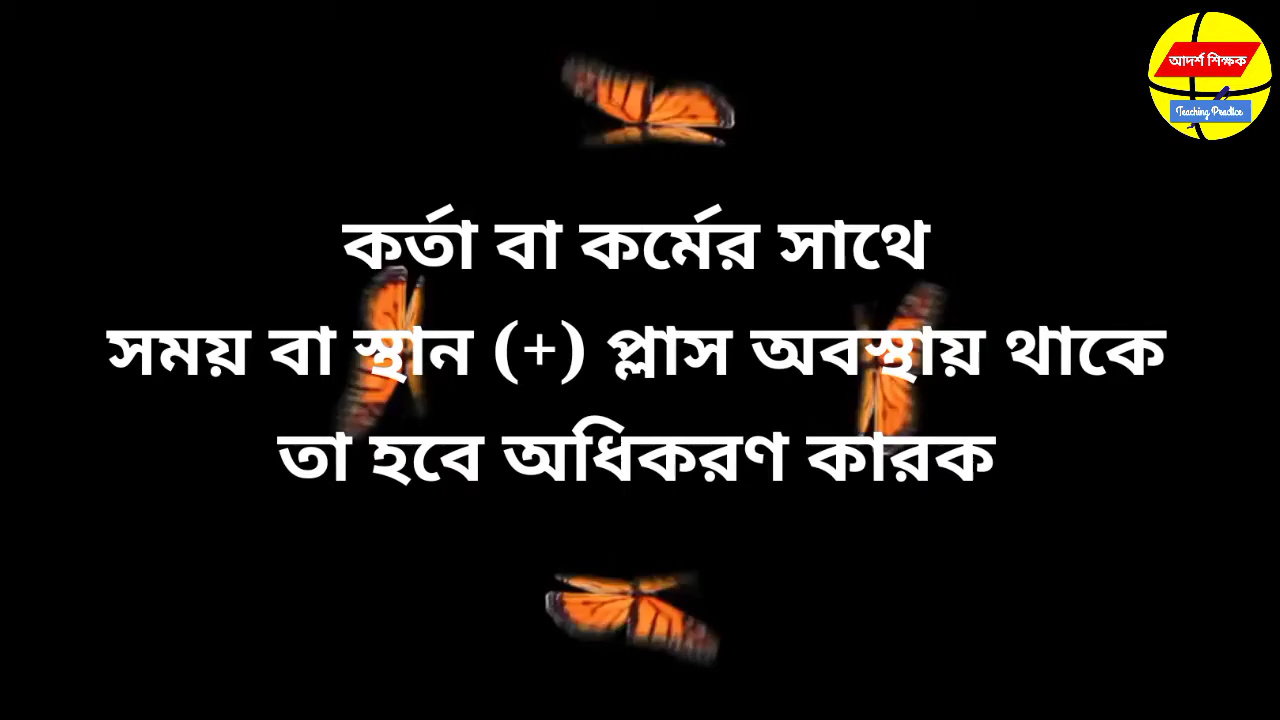 আদর্শ শিক্ষক
Teaching Practice
কর্তা বা কর্মের সাথে
সময় বা স্থান (+) প্লাস অবস্থায় থাকে
তা হবে অধিকরণ কারক